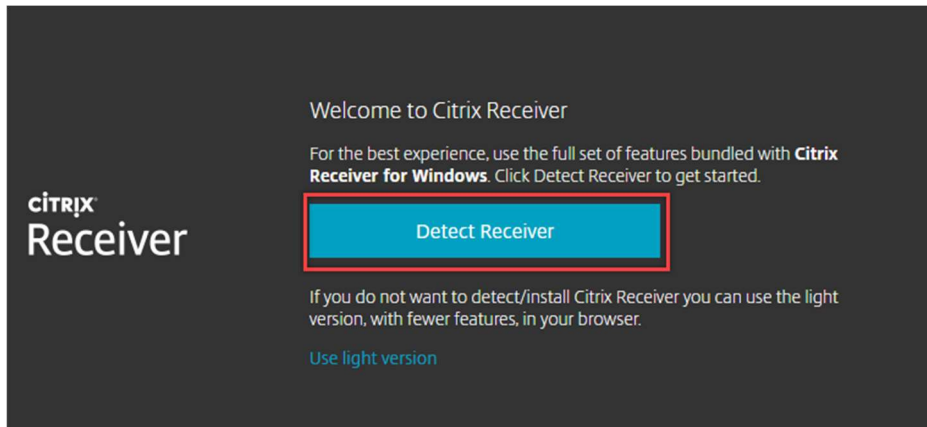 Welcome to Citrix Receiver
For the best experience, use the full set of features bundled with Citrix
Receiver for Windows. Click Detect Receiver to get started.
CİTRIX
Receiver
Detect Receiver
If you do not want to detect/install Citrix Receiver you can use the light
version, with fewer features, in your browser.
Use light version